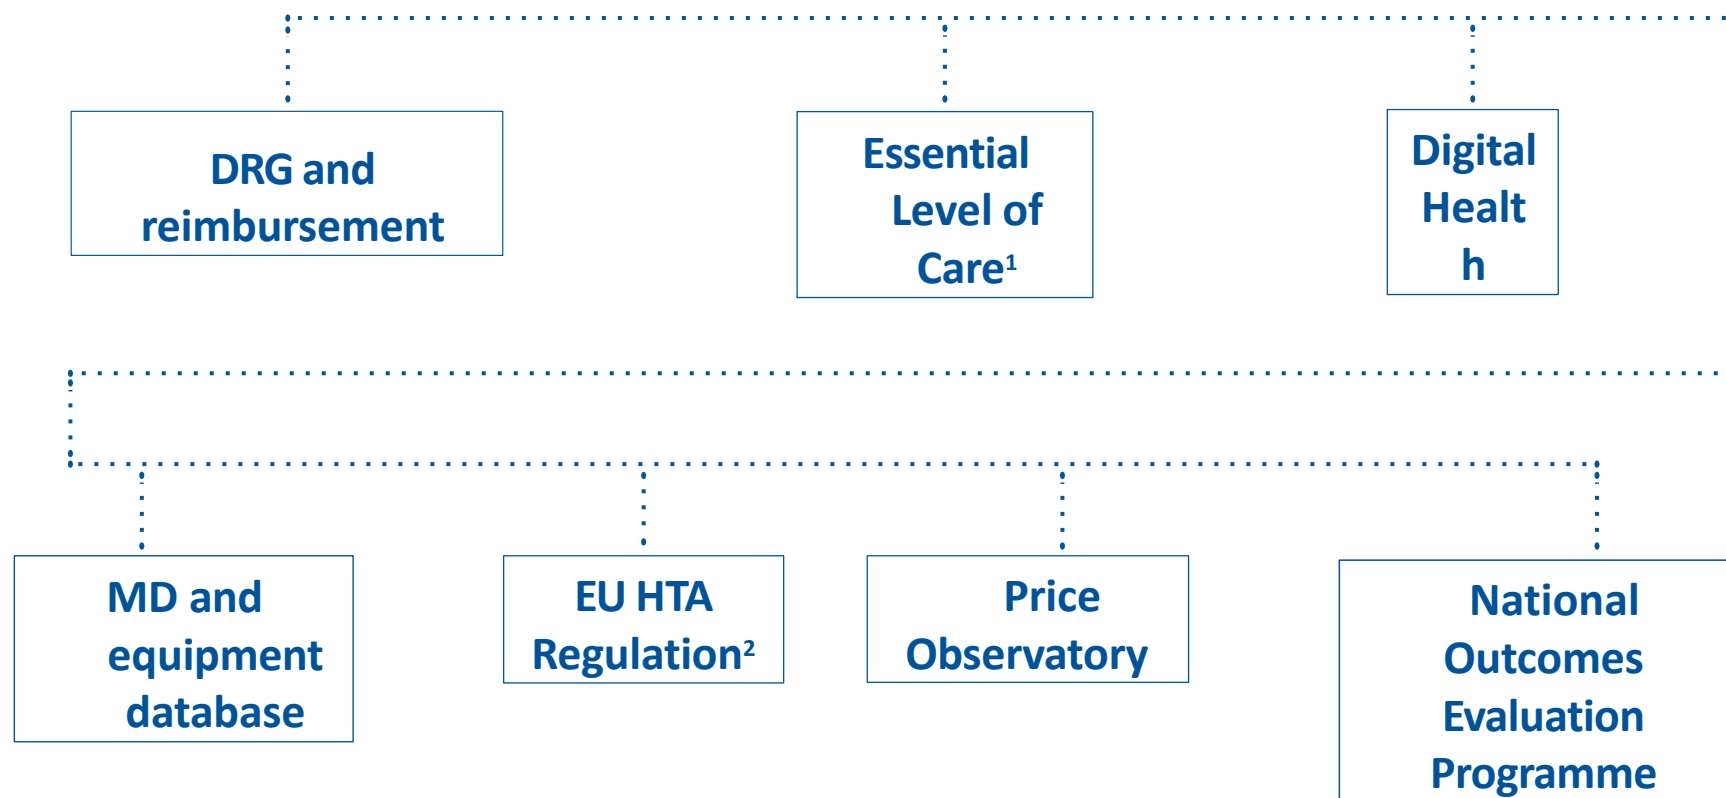 DRG and
reimbursement
Essential
Level of
Care¹
Digital
Healt
h
MD and
equipment
database
EU HTA
Regulation²
Price
Observatory
National
Outcomes
Evaluation
Programme